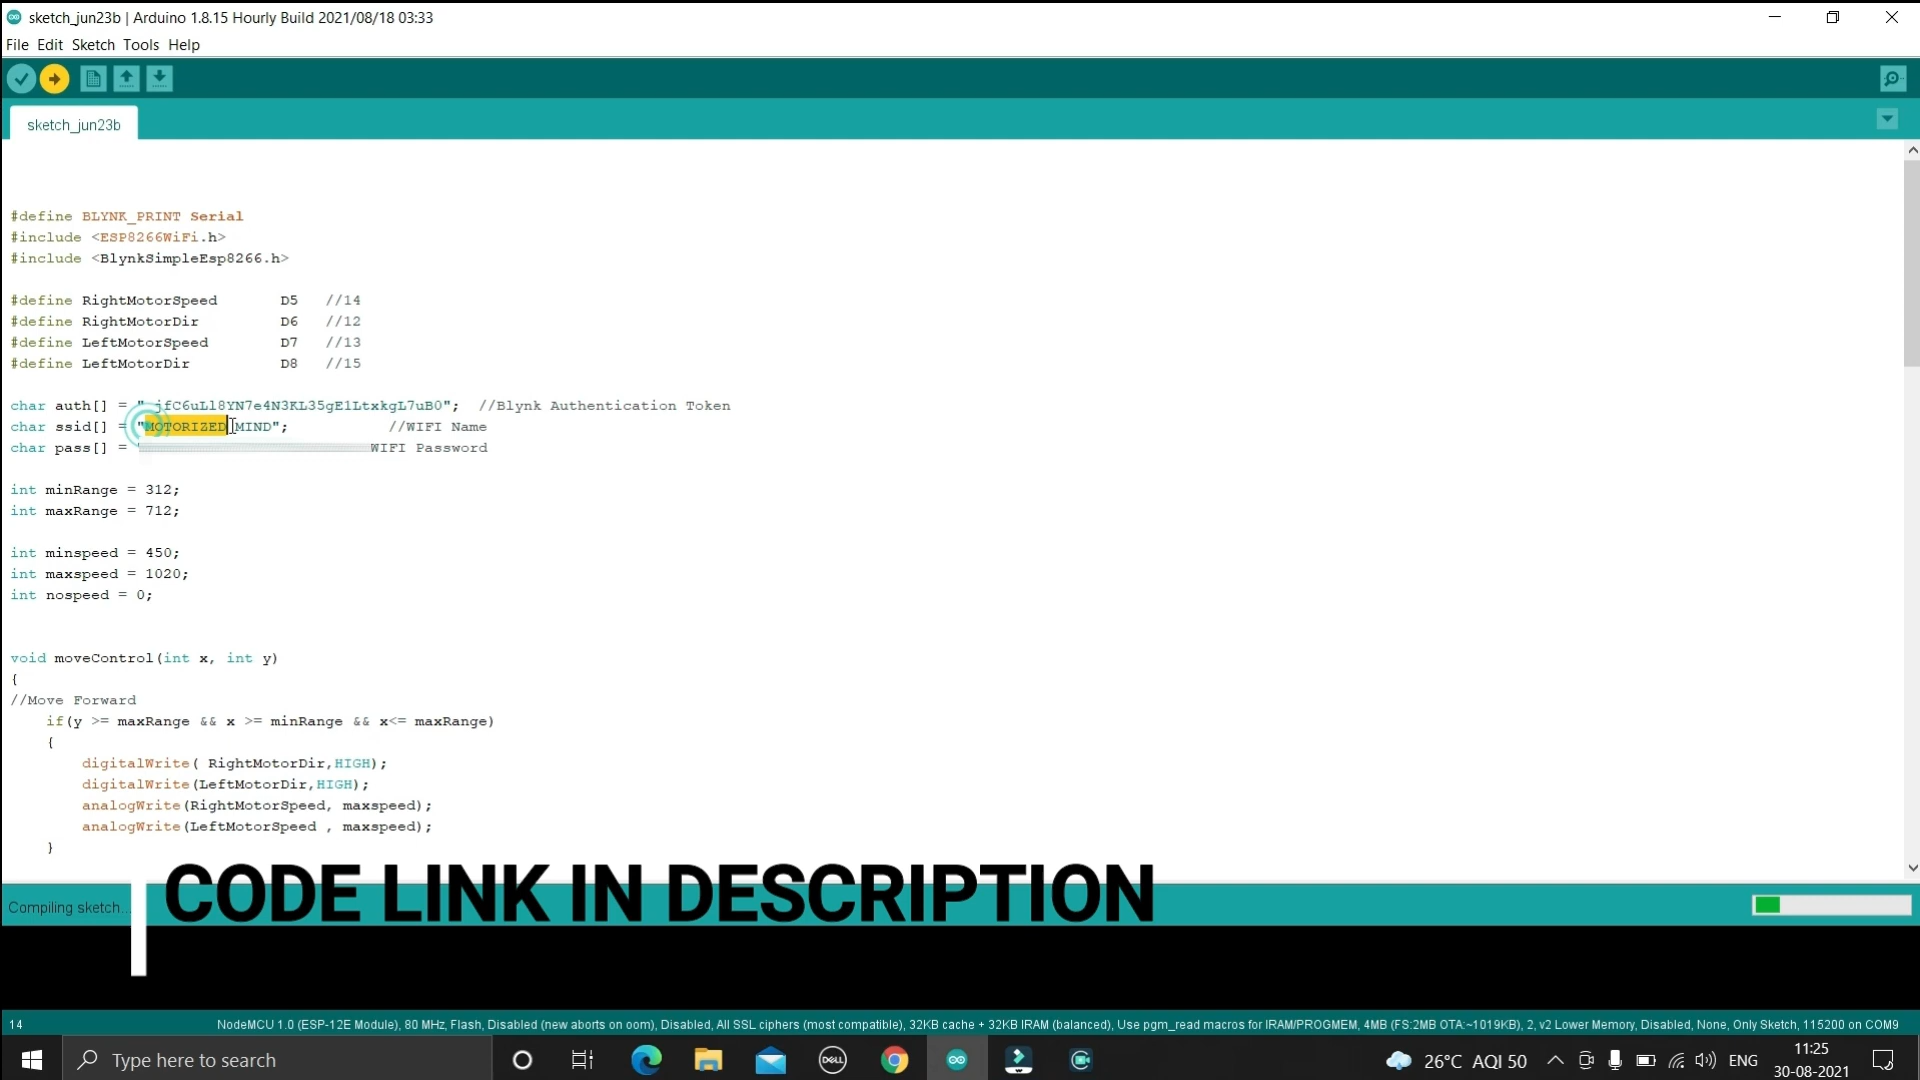 sketch_jun23b | Arduino 1.8.15 Hourly Build 2021/08/18 03:33
File Edit Sketch Tools Help
sketch_jun23b
#define BLYNK_PRINT Serial
#include <ESP8266WiFi.h>
#include <BlynkSimpleEsp8266.h>
#define RightMotorSpeed D5 //14
#define RightMotorDir D6 //12
#define LeftMotorSpeed D7 //13
#define LeftMotorDir D8 //15
char auth[] = "_jfC6uLl8YN7e4N3KL35gE1LtxkgL7uB0"; //Blynk Authentication Token
char ssid[] = "MOTORIZED MIND"; //WIFI Name
char pass[] = WIFI Password
int minRange = 312;
int maxRange = 712;
int minspeed = 450;
int maxspeed = 1020;
int nospeed = 0;
void moveControl(int x, int y)
{
//Move Forward
if(y >= maxRange && x >= minRange && x<= maxRange)
{
digitalWrite( RightMotorDir,HIGH);
digitalWrite(LeftMotorDir,HIGH);
analogWrite(RightMotorSpeed, maxspeed);
analogWrite(LeftMotorSpeed , maxspeed);
}
CODE LINK IN DESCRIPTION
Compiling sketch...
14 NodeMCU 1.0 (ESP-12E Module), 80 MHz, Flash, Disabled (new aborts on oom), Disabled, All SSL ciphers (most compatible), 32KB cache + 32KB IRAM (balanced), Use pgm_read macros for IRAM/PROGMEM, 4MB (FS:2MB OTA:~1019KB), 2, v2 Lower Memory, Disabled, None, Only Sketch, 115200 on COM9
Type here to search
DELL
26°C AQI 50
ENG
11:25
30-08-2021